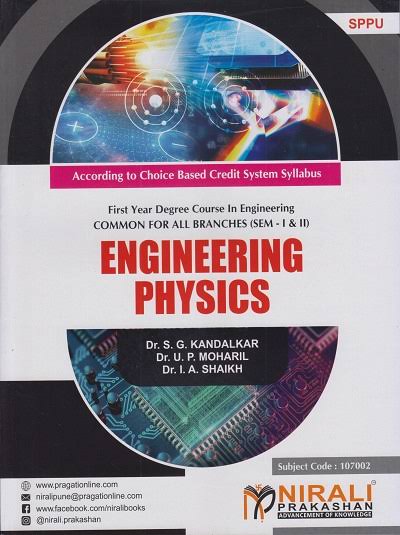 SPPU
According to Choice Based Credit System Syllabus
First Year Degree Course In Engineering
COMMON FOR ALL BRANCHES (SEM - I & II)
ENGINEERING
PHYSICS
Dr. S. G. KANDALKAR
Dr. U. P. MOHARIL
Dr. I. A. SHAIKH
Subject Code : 107002
www.pragationline.com
niralipune@pragationline.com
www.facebook.com/niralibooks
@nirali.prakashan
NIRALI
PRAKASHAN
ADVANCEMENT OF KNOWLEDGE